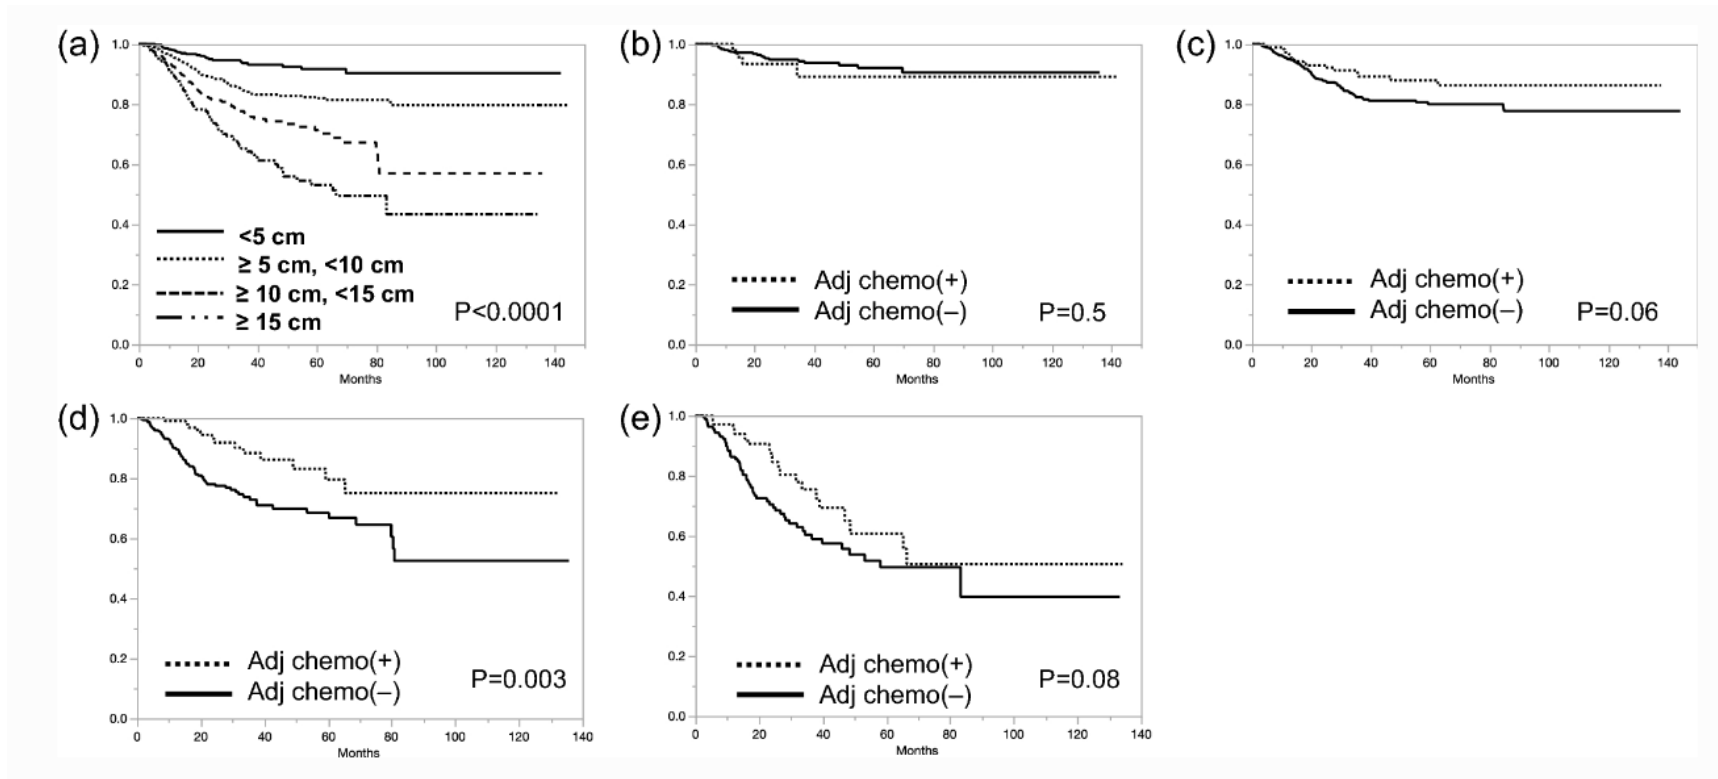 (a)
1.0
0.8
0.6
0.4
0.2
0.0
<5 cm
≥ 5 cm, <10 cm
≥ 10 cm, <15 cm
≥ 15 cm
P<0.0001
0 20 40 60 80 100 120 140
Months
(b)
1.0
0.8
0.6
0.4
0.2
0.0
Adj chemo(+)
Adj chemo(–)
P=0.5
0 20 40 60 80 100 120 140
Months
(c)
1.0
0.8
0.6
0.4
0.2
0.0
Adj chemo(+)
Adj chemo(–)
P=0.06
0 20 40 60 80 100 120 140
Months
(d)
1.0
0.8
0.6
0.4
0.2
0.0
Adj chemo(+)
Adj chemo(–)
P=0.003
0 20 40 60 80 100 120 140
Months
(e)
1.0
0.8
0.6
0.4
0.2
0.0
Adj chemo(+)
Adj chemo(–)
P=0.08
0 20 40 60 80 100 120 140
Months